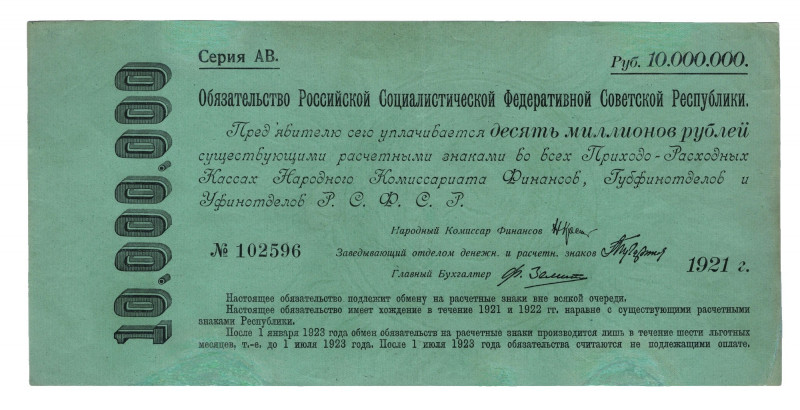 Серия АВ.
Руб. 10.000.000.
10.000.000
Обязательство Российской Социалистической Федеративной Советской Республики.
Пред'явителю сего уплачивается десять миллионов рублей
существующими расчетными знаками во всех Приходо-Расходных
Кассах Народного Комиссариата Финансов, Губфинотделов и
Уфинотделов Р. С. Ф. С. Р.
Народный Комиссар Финансов
№ 102596
Заведывающий отделом денежн. и расчетн. знаков
1921 г.
Главный Бухгалтер
Настоящее обязательство подлежит обмену на расчетные знаки вне всякой очереди.
Настоящее обязательство имеет хождение в течение 1921 и 1922 гг. наравне с существующими расчетными
знаками Республики.
После 1 января 1923 года обмен обязательств на расчетные знаки производится лишь в течение шести льготных
месяцев, т.-е. до 1 июля 1923 года. После 1 июля 1923 года обязательства считаются не подлежащими оплате.